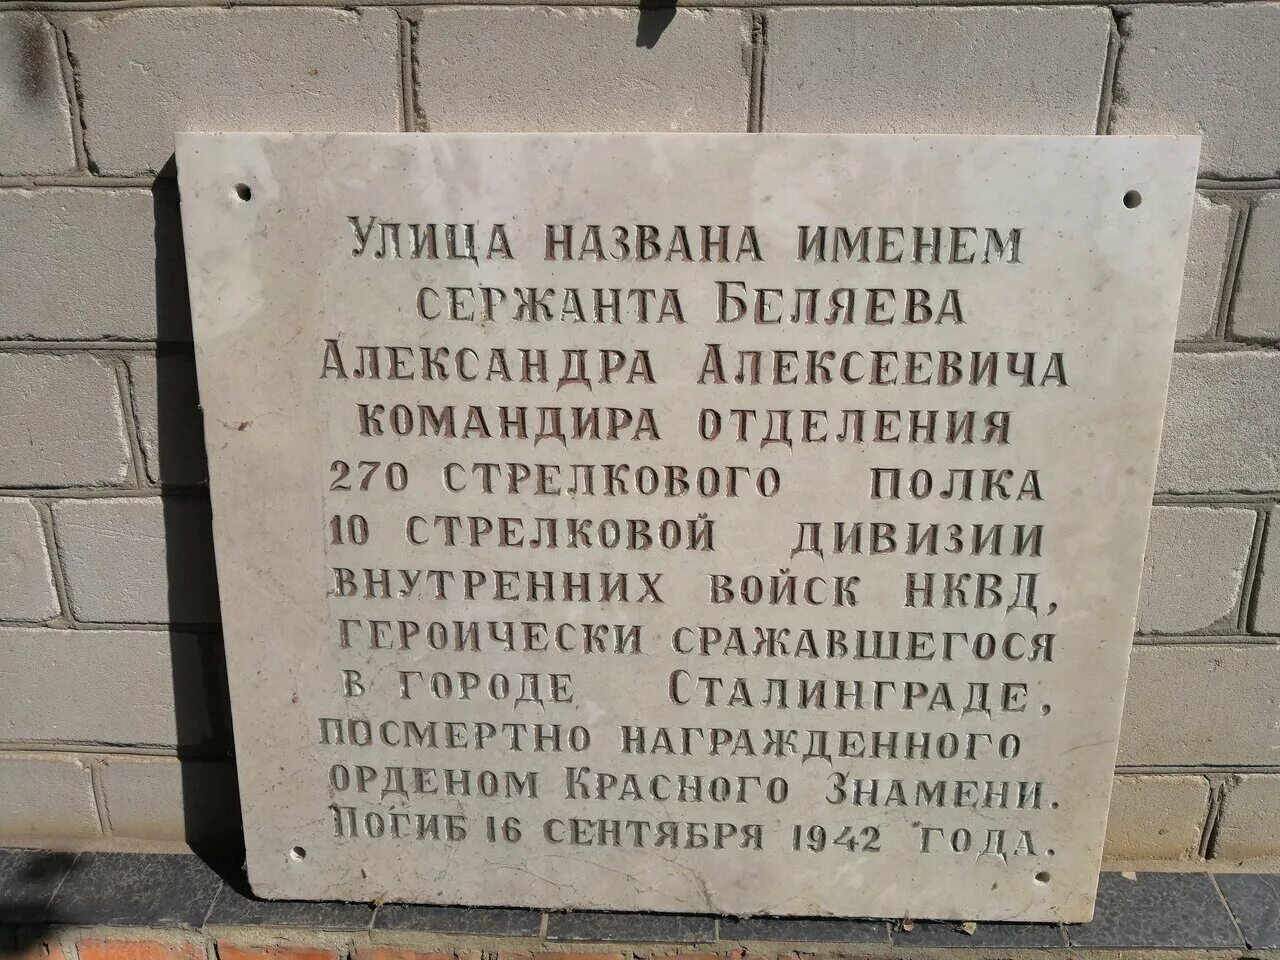 Улица названа именем
сержанта Беляева
Александра Алексеевича
командира отделения
270 стрелкового полка
10 стрелковой дивизии
внутренних войск НКВД,
героически сражавшегося
в городе Сталинграде,
посмертно награжденного
орденом Красного Знамени.
Погиб 16 сентября 1942 года.